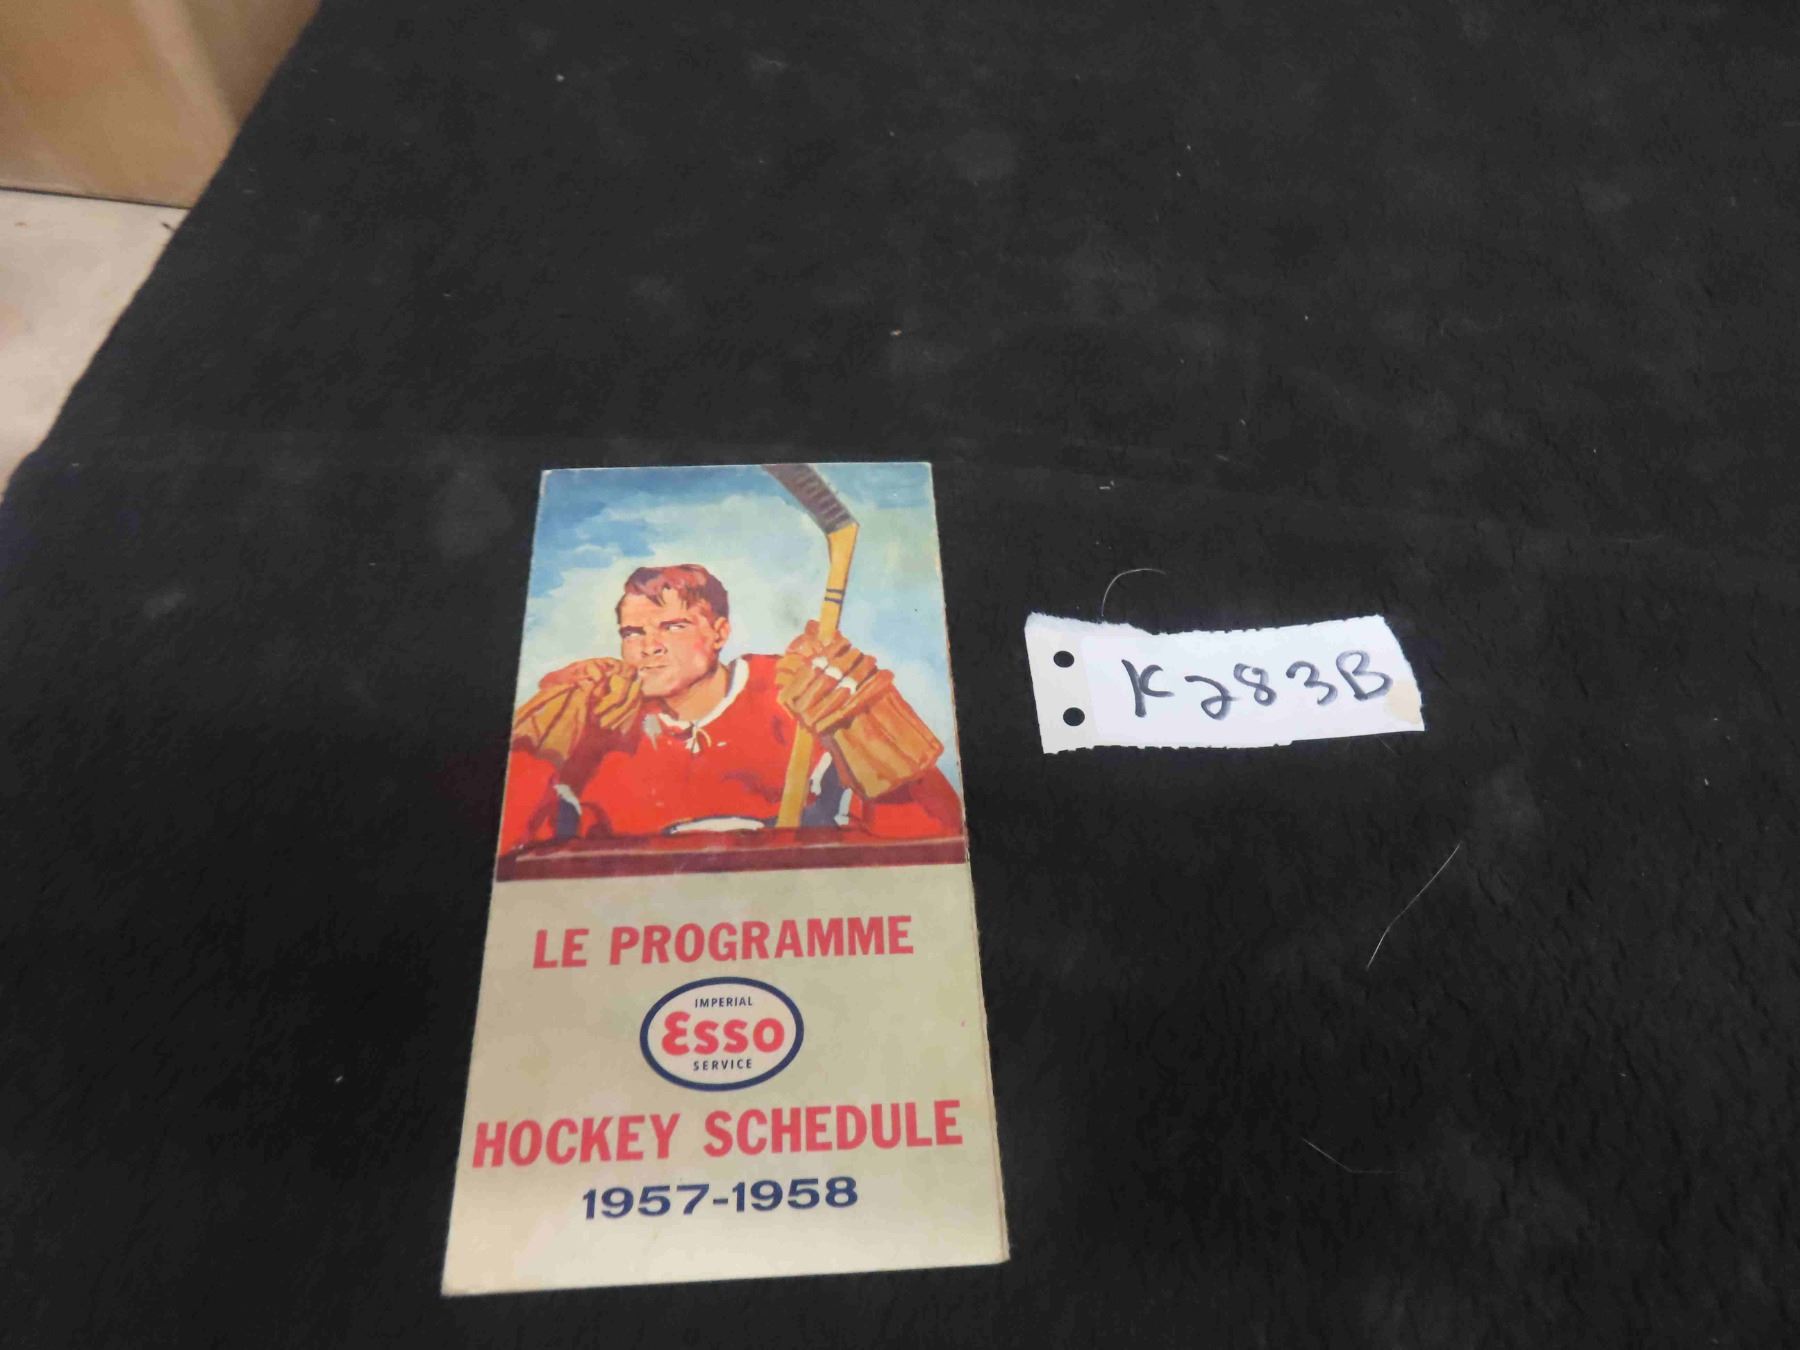 LE PROGRAMME
IMPERIAL
Esso
SERVICE
HOCKEY SCHEDULE
1957-1958
K283B